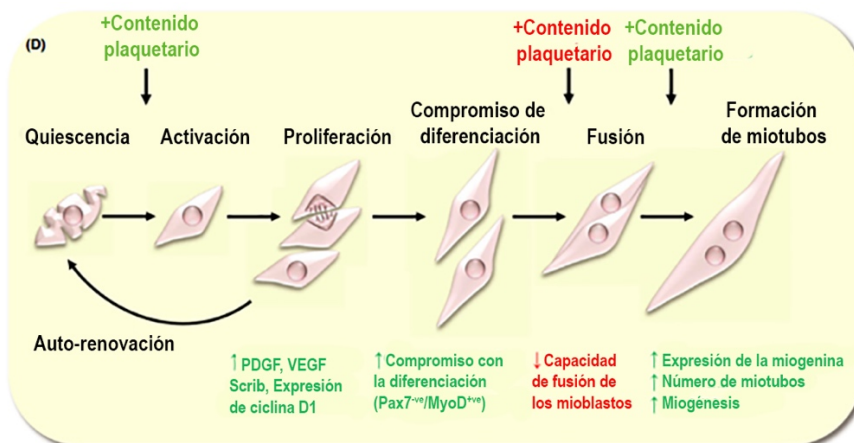 (D)
+Contenido
plaquetario
+Contenido
plaquetario
+Contenido
plaquetario
Quiescencia
Activación
Proliferación
Compromiso de
diferenciación
Fusión
Formación
de miotubos
Auto-renovación
↑PDGF, VEGF
Scrib, Expresión
de ciclina D1
↑Compromiso con
la diferenciación
(Pax7-ve/MyoD+ve)
↓Capacidad
de fusión de
los mioblastos
↑Expresión de la miogenina
↑Número de miotubos
↑Miogénesis